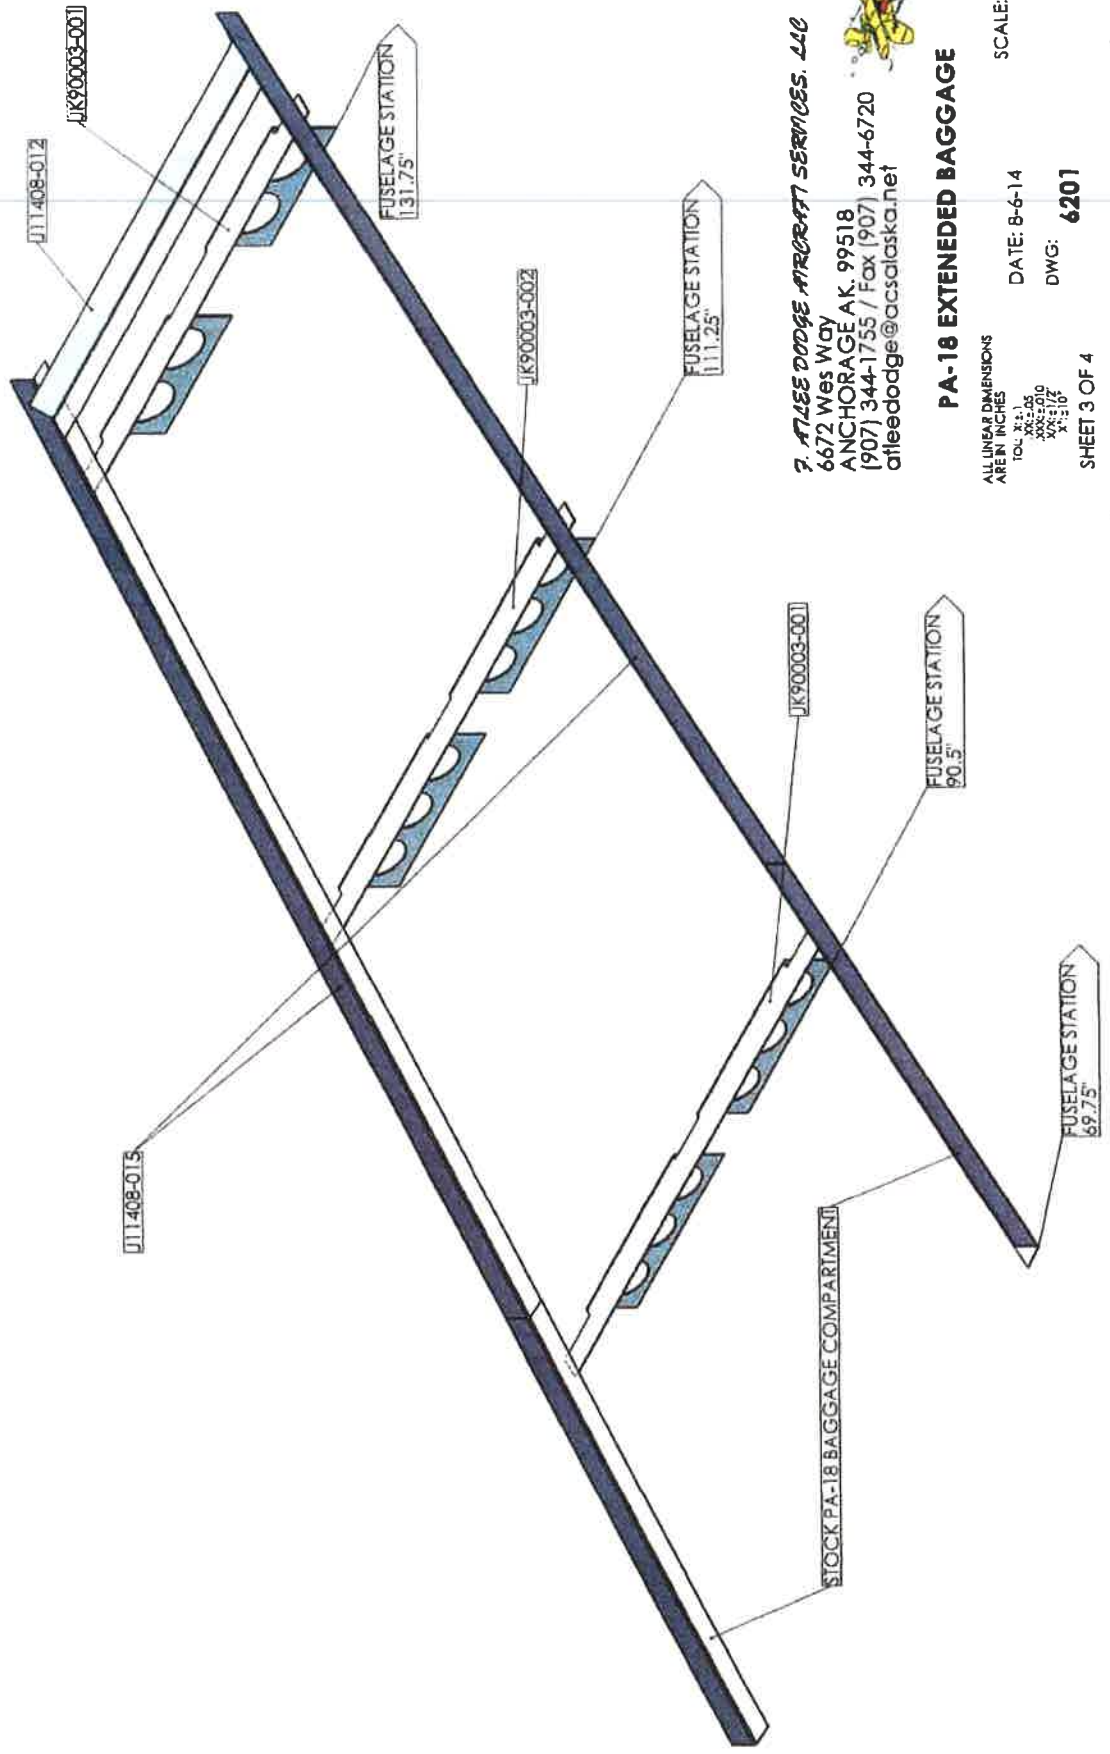 J11408-012
JK90003-001
FUSELAGE STATION
131.75"
JK90003-002
FUSELAGE STATION
111.25"
J11408-015
JK90003-001
FUSELAGE STATION
90.5"
STOCK PA-18 BAGGAGE COMPARTMENT
FUSELAGE STATION
69.75"
F. ATLEE DODGE AIRCRAFT SERVICES. LLC
6672 Wes Way
ANCHORAGE AK. 99518
(907) 344-1755 / Fax (907) 344-6720
atleedodge@acsalaska.net
PA-18 EXTENEDED BAGGAGE
ALL LINEAR DIMENSIONS
ARE IN INCHES
DATE: 8-6-14
SCALE:
DWG: 6201
SHEET 3 OF 4